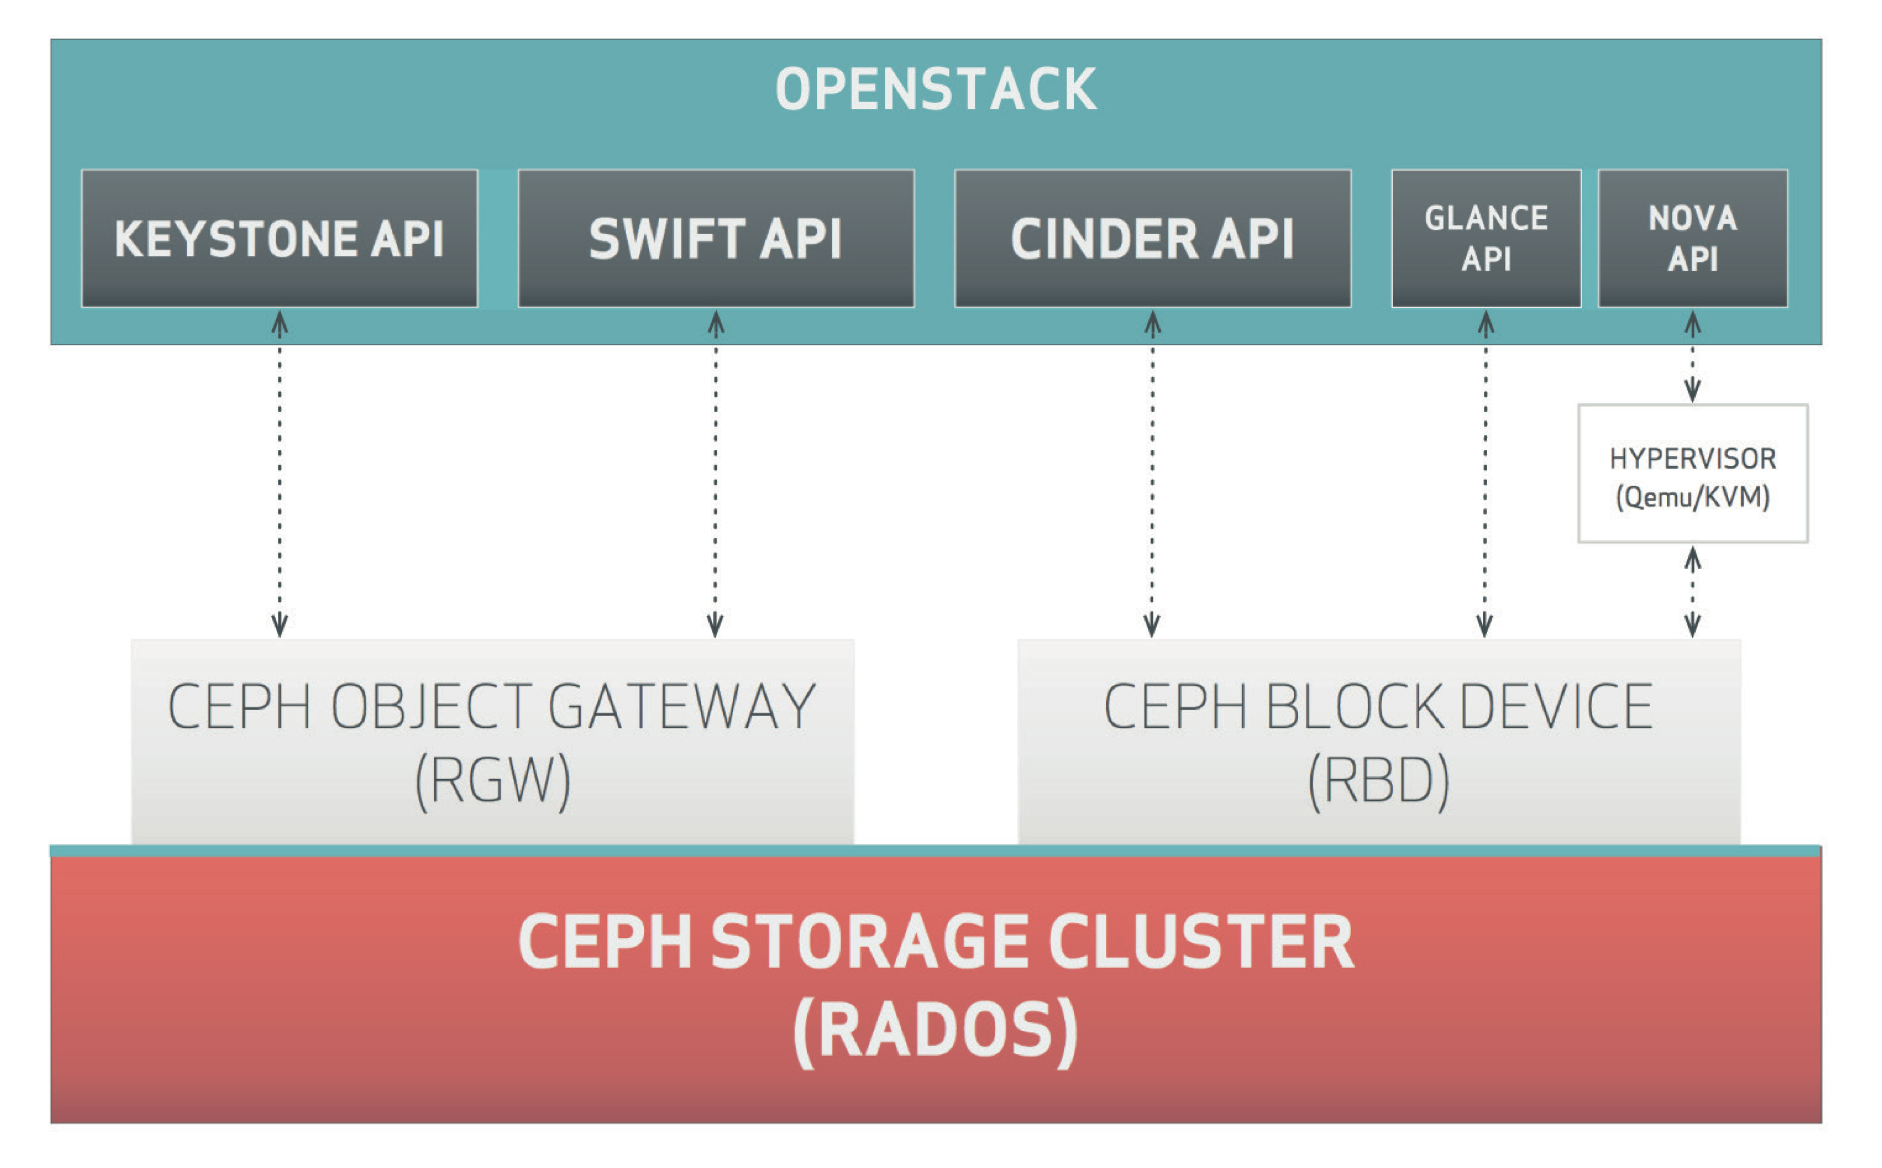 OPENSTACK
KEYSTONE API
SWIFT API
CINDER API
GLANCE
API
NOVA
API
HYPERVISOR
(Qemu/KVM)
CEPH OBJECT GATEWAY
(RGW)
CEPH BLOCK DEVICE
(RBD)
CEPH STORAGE CLUSTER
(RADOS)